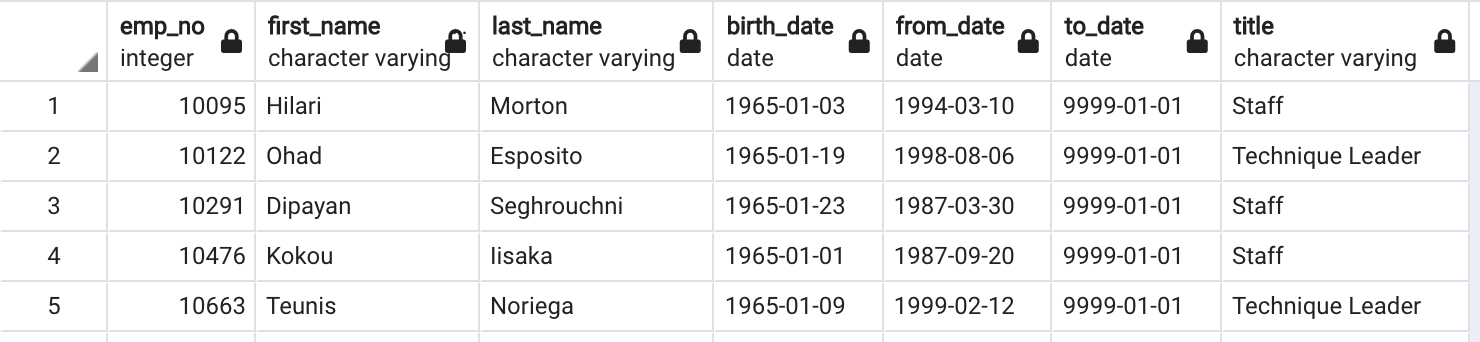 emp_no first_name last_name birth_date from_date to_date title
integer character varying character varying date date date character varying
1 10095 Hilari Morton 1965-01-03 1994-03-10 9999-01-01 Staff
2 10122 Ohad Esposito 1965-01-19 1998-08-06 9999-01-01 Technique Leader
3 10291 Dipayan Seghrouchni 1965-01-23 1987-03-30 9999-01-01 Staff
4 10476 Kokou Iisaka 1965-01-01 1987-09-20 9999-01-01 Staff
5 10663 Teunis Noriega 1965-01-09 1999-02-12 9999-01-01 Technique Leader